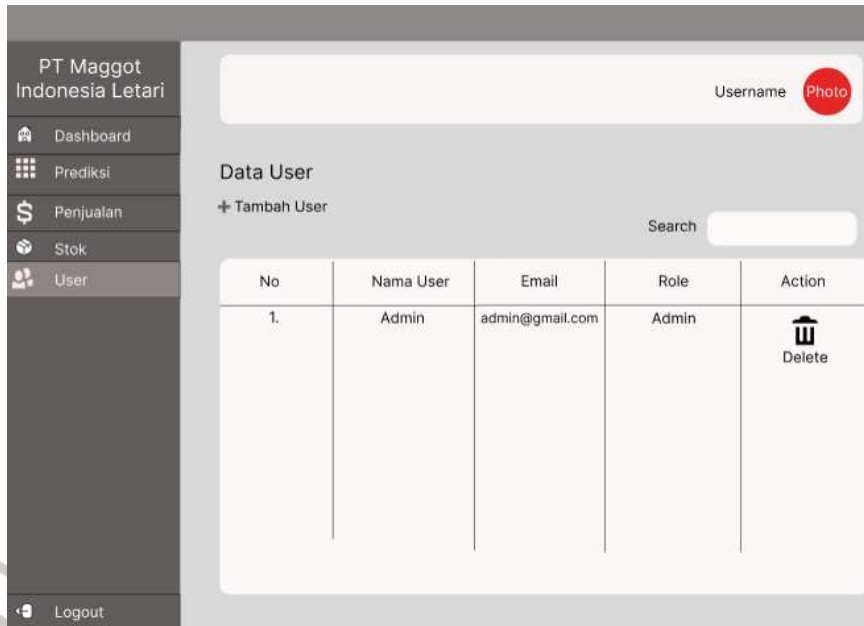 PT Maggot
Indonesia Letari
Dashboard
Prediksi
Penjualan
Stok
User
Logout
Username
Photo
Data User
+ Tambah User
Search
No Nama User Email Role Action
1. Admin admin@gmail.com Admin
Delete